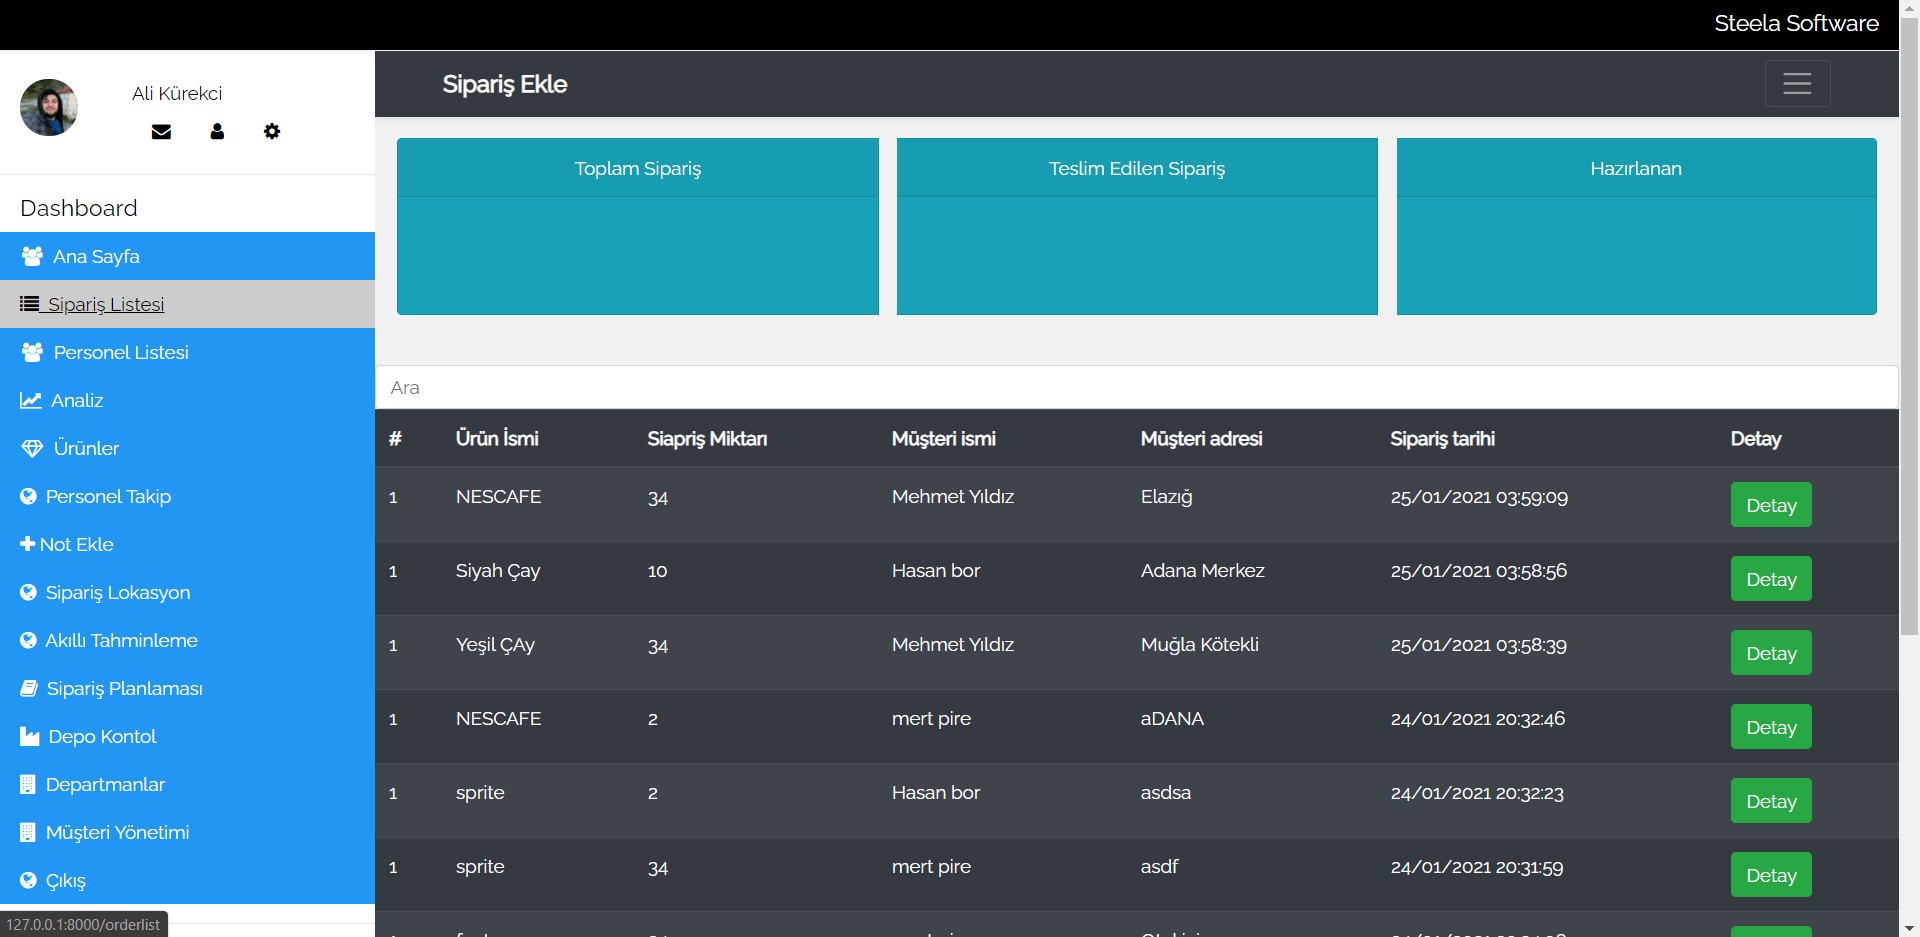 Steela Software
Ali Kürekci
Dashboard
Ana Sayfa
Sipariş Listesi
Personel Listesi
Analiz
Ürünler
Personel Takip
Not Ekle
Sipariş Lokasyon
Akıllı Tahminleme
Sipariş Planlaması
Depo Kontol
Departmanlar
Müşteri Yönetimi
Çıkış
127.0.0.1:8000/orderlist
Sipariş Ekle
Toplam Sipariş
Teslim Edilen Sipariş
Hazırlanan
Ara
# Ürün İsmi Siapriş Miktarı Müşteri ismi Müşteri adresi Sipariş tarihi Detay
1 NESCAFE 34 Mehmet Yıldız Elazığ 25/01/2021 03:59:09 Detay
1 Siyah Çay 10 Hasan bor Adana Merkez 25/01/2021 03:58:56 Detay
1 Yeşil ÇAy 34 Mehmet Yıldız Muğla Kötekli 25/01/2021 03:58:39 Detay
1 NESCAFE 2 mert pire aDANA 24/01/2021 20:32:46 Detay
1 sprite 2 Hasan bor asdsa 24/01/2021 20:32:23 Detay
1 sprite 34 mert pire asdf 24/01/2021 20:31:59 Detay